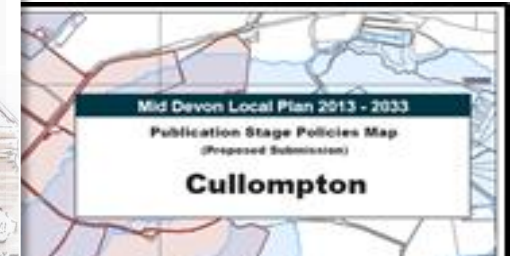 Mid Devon Local Plan 2013 - 2033
Publication Stage Policies Map
(Proposed Submission)
Cullompton